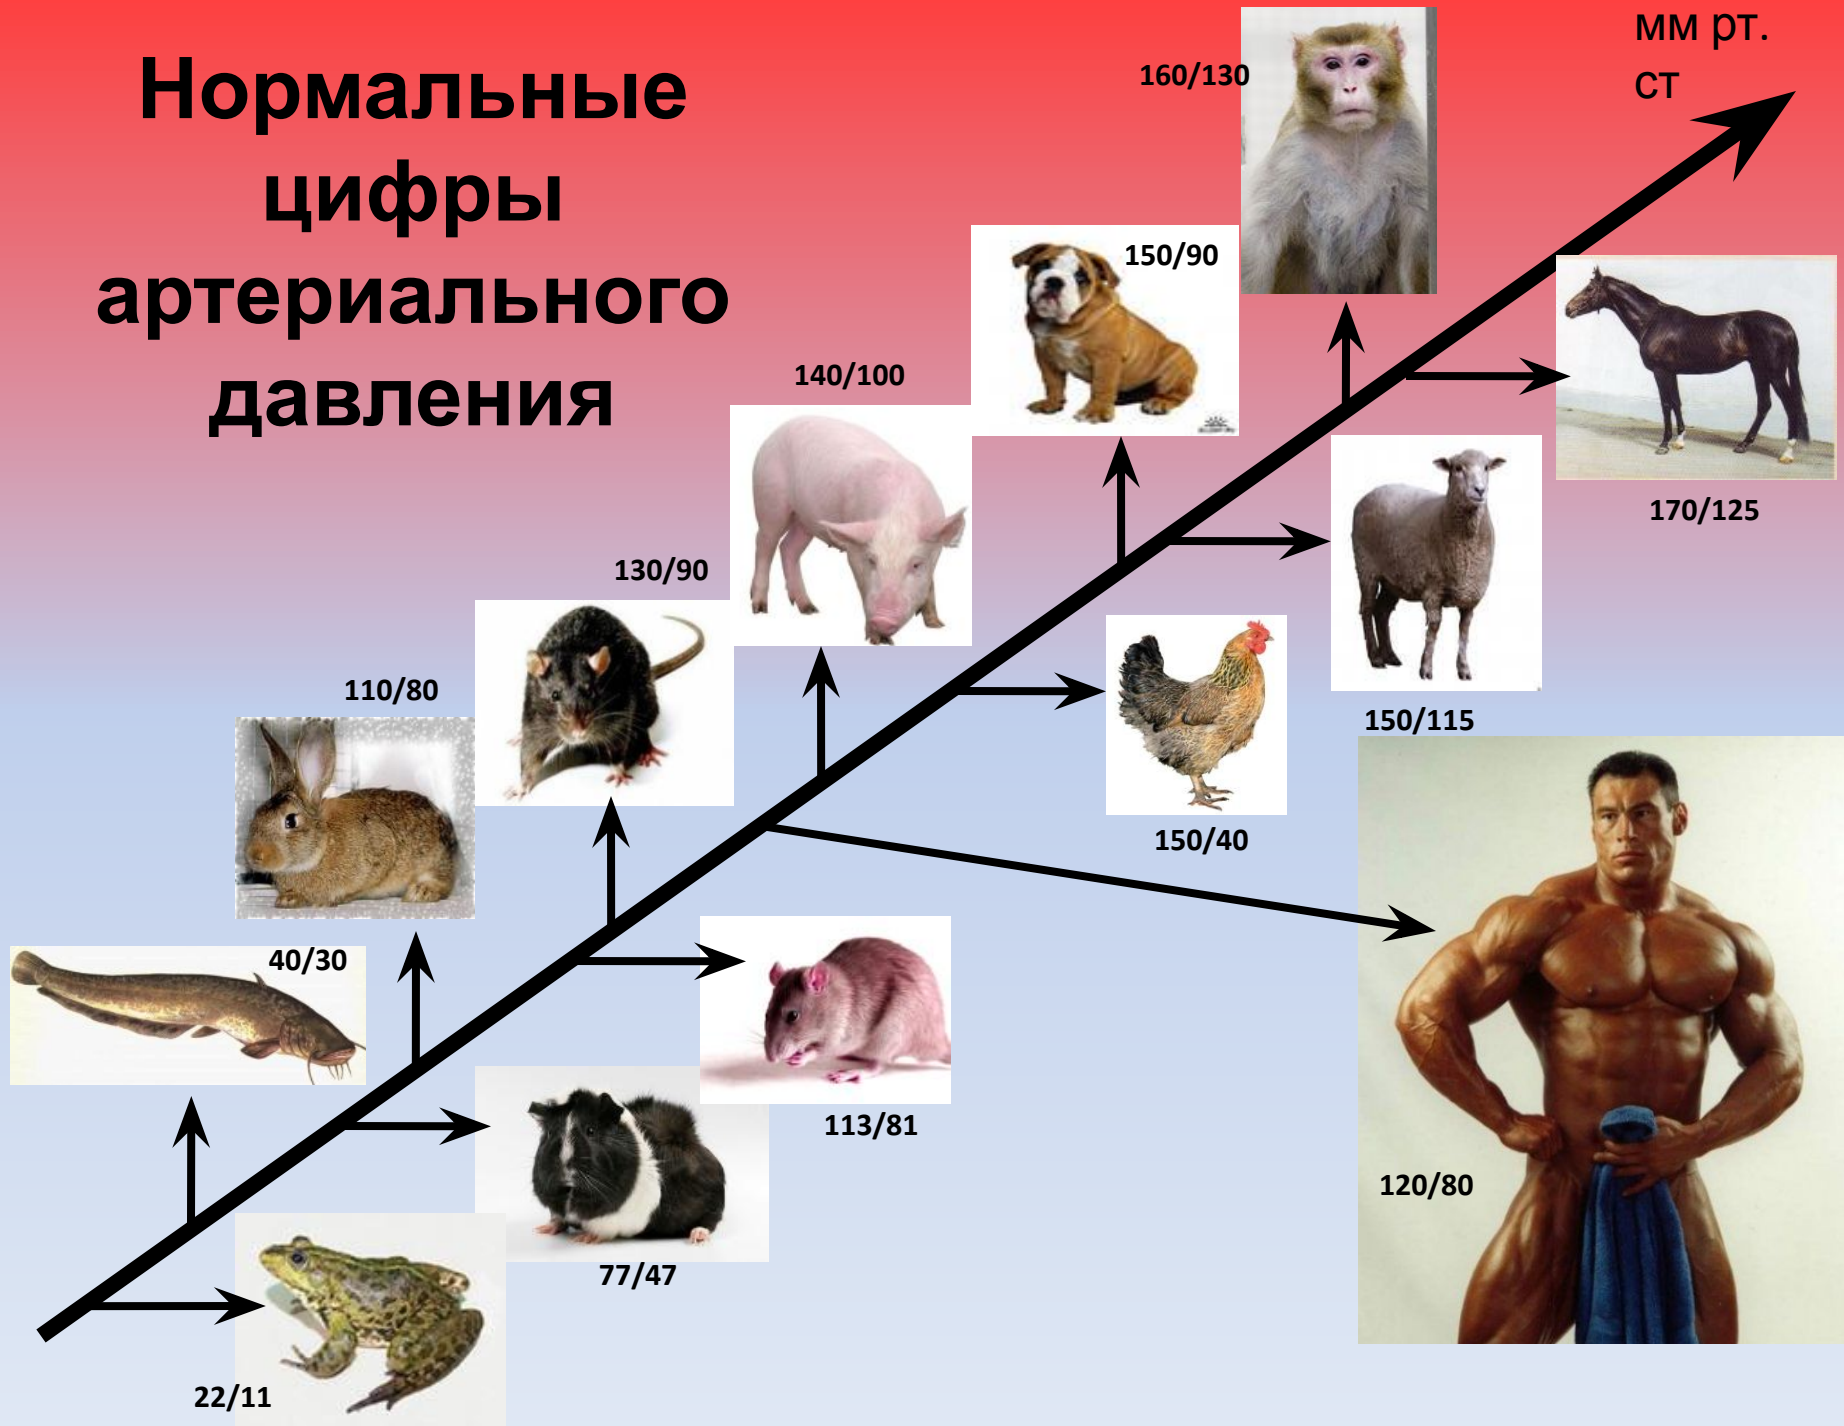 Нормальные
цифры
артериального
давления
мм рт.
ст
160/130
150/90
140/100
170/125
130/90
110/80
150/115
150/40
40/30
113/81
120/80
77/47
22/11